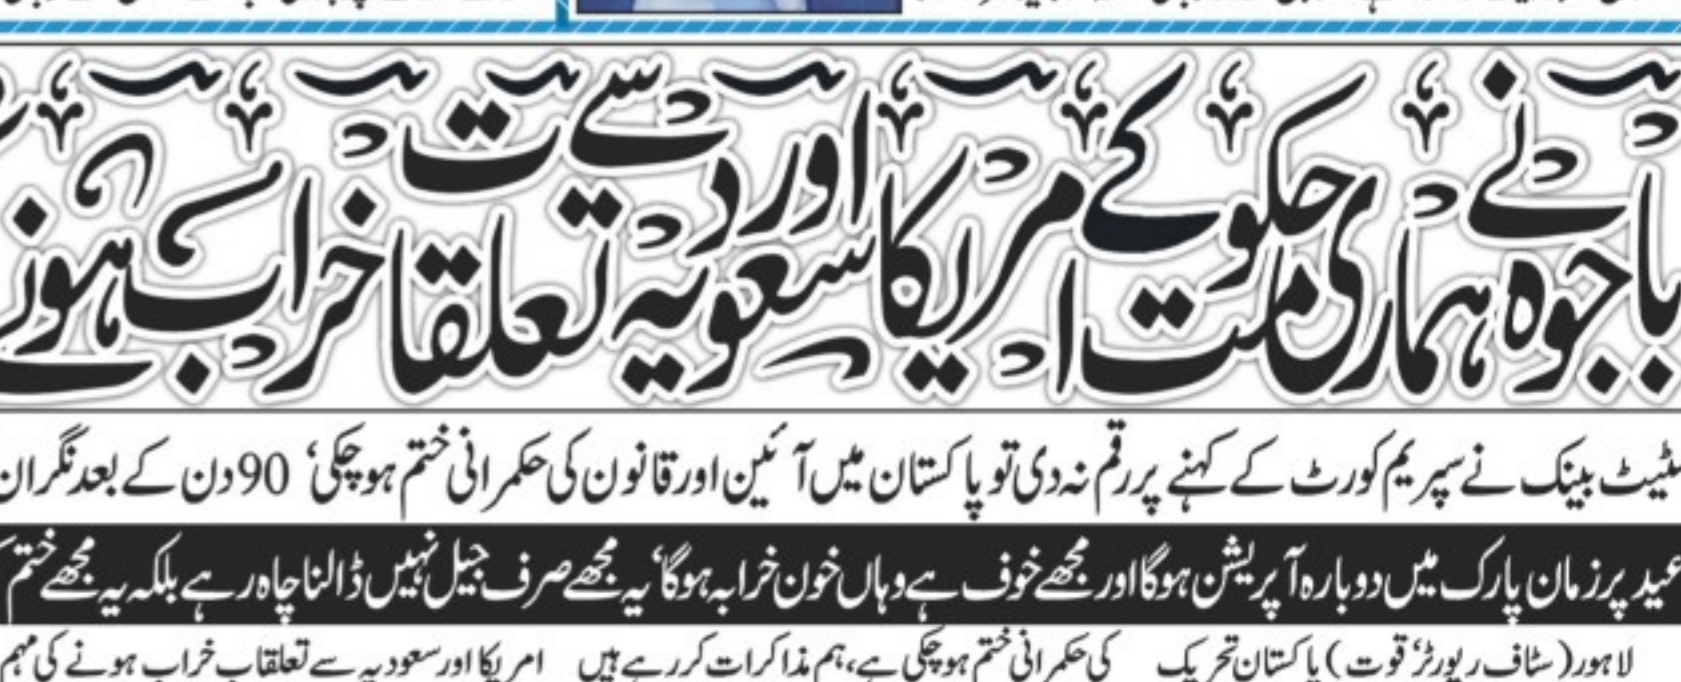 باجوہ نے ہماری حکومت کے امریکا اور سعودیہ سے تعلقات خراب ہونے
سٹیٹ بینک نے سپریم کورٹ کے کہنے پر رقم نہ دی تو پاکستان میں آئین اور قانون کی حکمرانی ختم ہوچکی‘ 90 دن کے بعد نگران
عید پر زمان پارک میں دوبارہ آپریشن ہوگا اور مجھے خوف ہے وہاں خون خرابہ ہوگا‘ یہ مجھے صرف جیل نہیں ڈالنا چاہ رہے بلکہ یہ مجھے ختم
لاہور (سٹاف رپورٹر‘ قوت) پاکستان تحریک
کی حکمرانی ختم ہوچکی ہے، ہم مذاکرات کررہے ہیں
امریکا اور سعودیہ سے تعلقاب خراب ہونے کی مہم